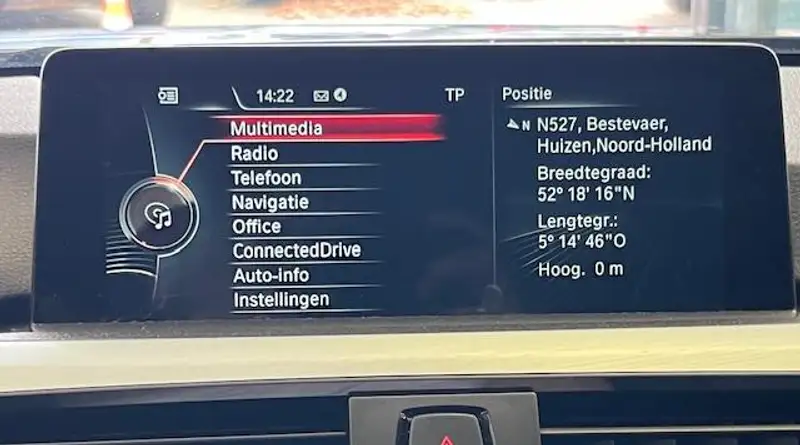 14:22
TP
Multimedia
Radio
Telefoon
Navigatie
Office
ConnectedDrive
Auto-info
Instellingen
Positie
N N527, Bestevaer,
Huizen,Noord-Holland
Breedtegraad:
52° 18' 16"N
Lengtegr.:
5° 14' 46"O
Hoog. 0 m